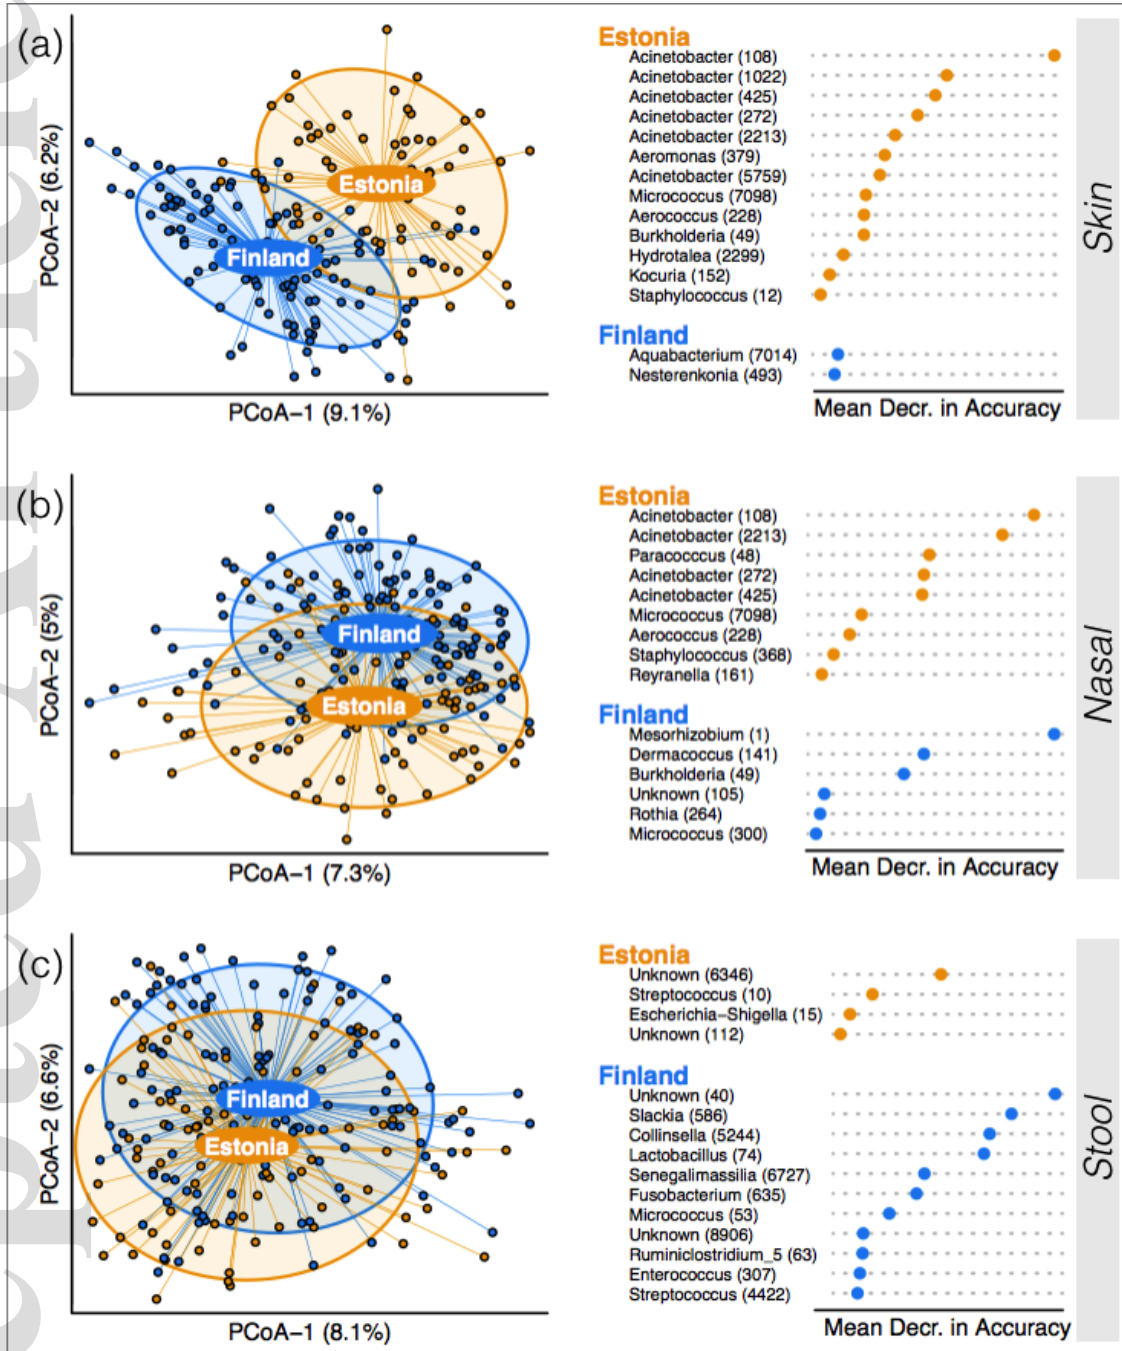 (a)
PCoA−2 (6.2%)
Estonia
Finland
PCoA−1 (9.1%)
Estonia
Acinetobacter (108)
Acinetobacter (1022)
Acinetobacter (425)
Acinetobacter (272)
Acinetobacter (2213)
Aeromonas (379)
Acinetobacter (5759)
Micrococcus (7098)
Aerococcus (228)
Burkholderia (49)
Hydrotalea (2299)
Kocuria (152)
Staphylococcus (12)
Finland
Aquabacterium (7014)
Nesterenkonia (493)
Mean Decr. in Accuracy
Skin
(b)
PCoA−2 (5%)
Finland
Estonia
PCoA−1 (7.3%)
Estonia
Acinetobacter (108)
Acinetobacter (2213)
Paracocccus (48)
Acinetobacter (272)
Acinetobacter (425)
Micrococcus (7098)
Aerococcus (228)
Staphylococcus (368)
Reyranella (161)
Finland
Mesorhizobium (1)
Dermacoccus (141)
Burkholderia (49)
Unknown (105)
Rothia (264)
Micrococcus (300)
Mean Decr. in Accuracy
Nasal
(c)
PCoA−2 (6.6%)
Finland
Estonia
PCoA−1 (8.1%)
Estonia
Unknown (6346)
Streptococcus (10)
Escherichia−Shigella (15)
Unknown (112)
Finland
Unknown (40)
Slackia (586)
Collinsella (5244)
Lactobacillus (74)
Senegalimassilia (6727)
Fusobacterium (635)
Micrococcus (53)
Unknown (8906)
Ruminiclostridium_5 (63)
Enterococcus (307)
Streptococcus (4422)
Mean Decr. in Accuracy
Stool